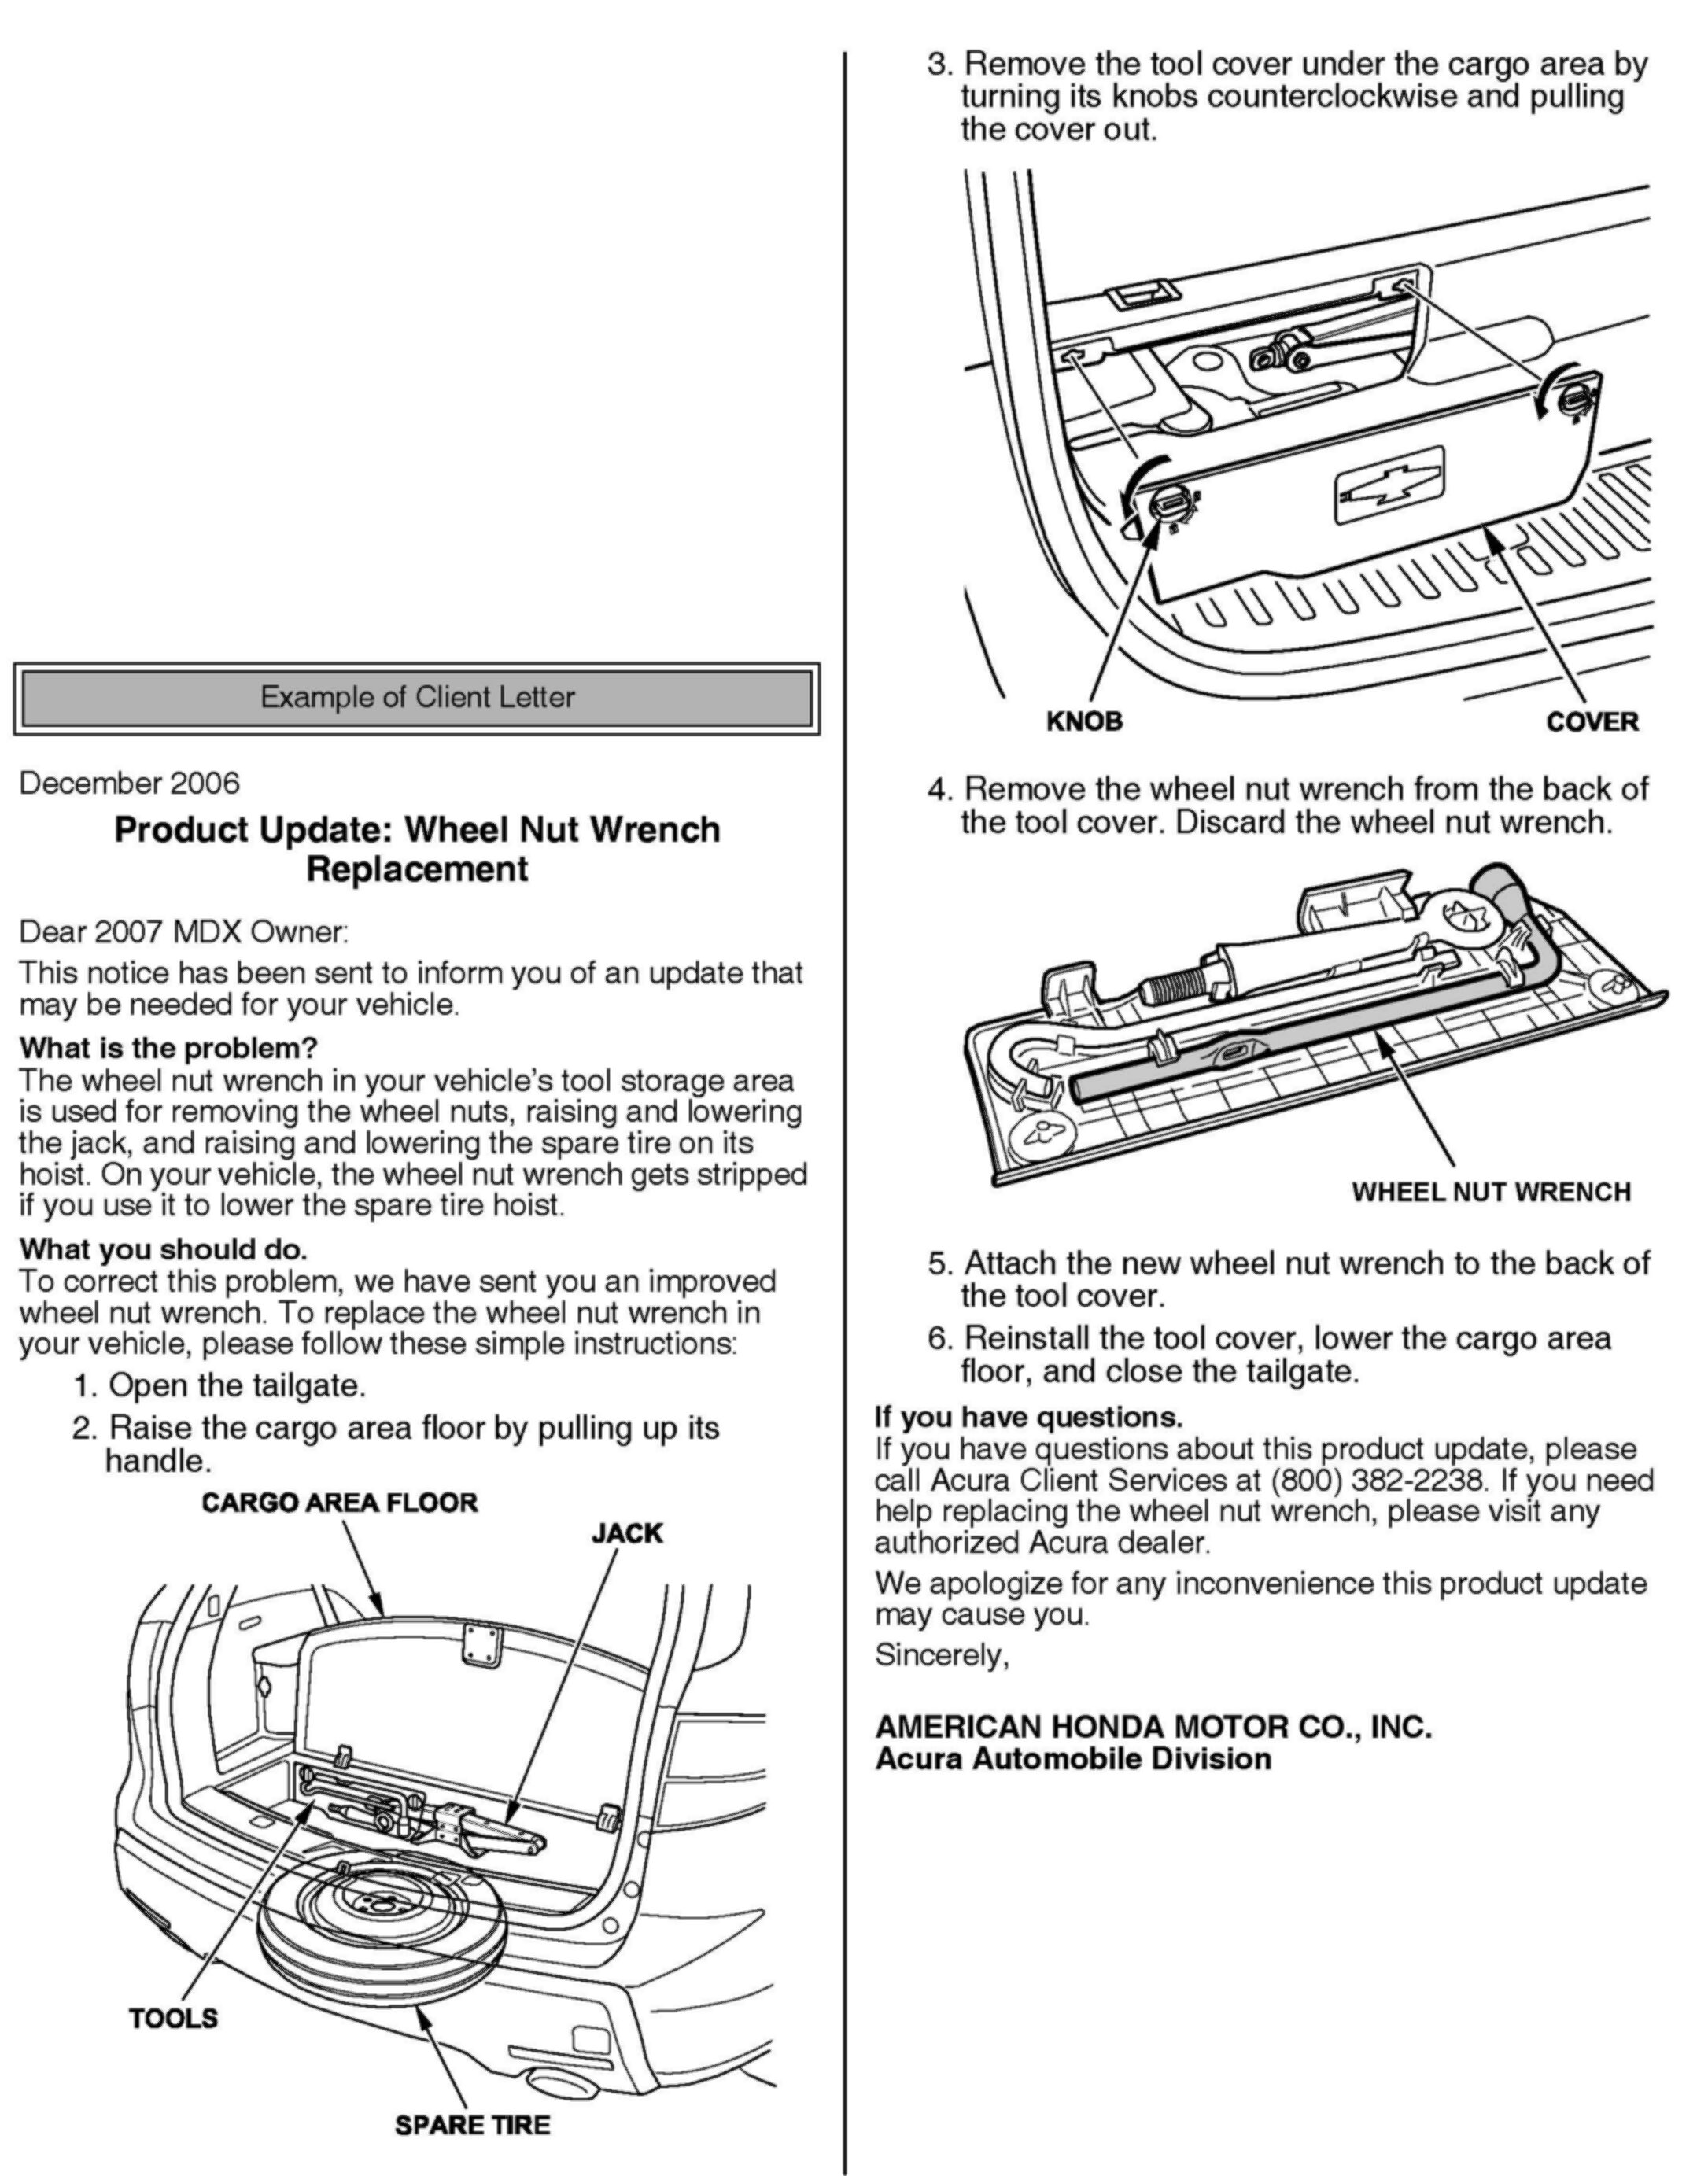 Example of Client Letter
December 2006
Product Update: Wheel Nut Wrench
Replacement
Dear 2007 MDX Owner:
This notice has been sent to inform you of an update that
may be needed for your vehicle.
What is the problem?
The wheel nut wrench in your vehicle's tool storage area
is used for removing the wheel nuts, raising and lowering
the jack, and raising and lowering the spare tire on its
hoist. On your vehicle, the wheel nut wrench gets stripped
if you use it to lower the spare tire hoist.
What you should do.
To correct this problem, we have sent you an improved
wheel nut wrench. To replace the wheel nut wrench in
your vehicle, please follow these simple instructions:
1. Open the tailgate.
2. Raise the cargo area floor by pulling up its
handle.
CARGO AREA FLOOR
JACK
TOOLS
SPARE TIRE
3. Remove the tool cover under the cargo area by
turning its knobs counterclockwise and pulling
the cover out.
KNOB
COVER
4. Remove the wheel nut wrench from the back of
the tool cover. Discard the wheel nut wrench.
WHEEL NUT WRENCH
5. Attach the new wheel nut wrench to the back of
the tool cover.
6. Reinstall the tool cover, lower the cargo area
floor, and close the tailgate.
If you have questions.
If you have questions about this product update, please
call Acura Client Services at (800) 382-2238. If you need
help replacing the wheel nut wrench, please visit any
authorized Acura dealer.
We apologize for any inconvenience this product update
may cause you.
Sincerely,
AMERICAN HONDA MOTOR CO., INC.
Acura Automobile Division